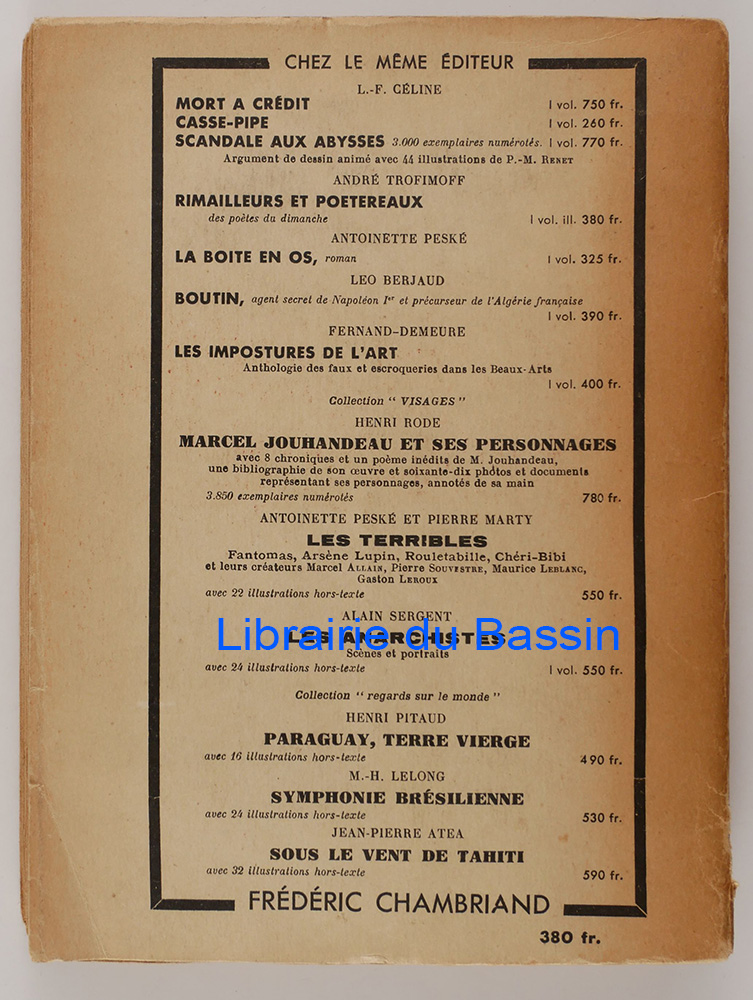 CHEZ LE MÊME ÉDITEUR
L.-F. CÉLINE
MORT A CRÉDIT 1 vol. 750 fr.
CASSE-PIPE 1 vol. 260 fr.
SCANDALE AUX ABYSSES 3.000 exemplaires numérotés. 1 vol. 770 fr.
Argument de dessin animé avec 44 illustrations de P.-M. RENET
ANDRÉ TROFIMOFF
RIMAILLEURS ET POETEREAUX
des poètes du dimanche 1 vol. ill. 380 fr.
ANTOINETTE PESKÉ
LA BOITE EN OS, roman 1 vol. 325 fr.
LEO BERJAUD
BOUTIN, agent secret de Napoléon Ier et précurseur de l'Algérie française
1 vol. 390 fr.
FERNAND-DEMEURE
LES IMPOSTURES DE L'ART
Anthologie des faux et escroqueries dans les Beaux-Arts
1 vol. 400 fr.
Collection " VISAGES "
HENRI RODE
MARCEL JOUHANDEAU ET SES PERSONNAGES
avec 8 chroniques et un poème inédits de M. Jouhandeau,
une bibliographie de son œuvre et soixante-dix photos et documents
représentant ses personnages, annotés de sa main
3.850 exemplaires numérotés 780 fr.
ANTOINETTE PESKÉ ET PIERRE MARTY
LES TERRIBLES
Fantomas, Arsène Lupin, Rouletabille, Chéri-Bibi
et leurs créateurs Marcel ALLAIN, Pierre SOUVESTRE, Maurice LEBLANC,
Gaston LEROUX
avec 22 illustrations hors-texte 550 fr.
ALAIN SERGENT
LES ANARCHISTES
Librairie du Bassin
Scènes et portraits
avec 24 illustrations hors-texte 1 vol. 550 fr.
Collection " regards sur le monde "
HENRI PITAUD
PARAGUAY, TERRE VIERGE
avec 16 illustrations hors-texte 490 fr.
M.-H. LELONG
SYMPHONIE BRÉSILIENNE
avec 24 illustrations hors-texte 530 fr.
JEAN-PIERRE ATEA
SOUS LE VENT DE TAHITI
avec 32 illustrations hors-texte 590 fr.
FRÉDÉRIC CHAMBRIAND
380 fr.